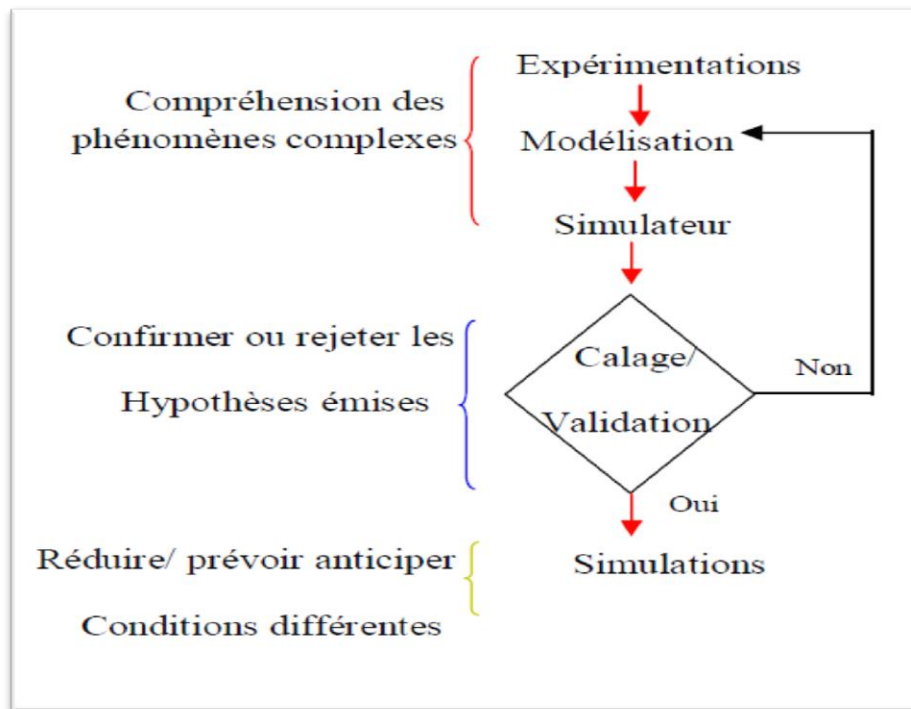 Expérimentations
Compréhension des
phénomènes complexes
Modélisation
Simulateur
Confirmer ou rejeter les
Hypothèses émises
Calage/
Validation
Non
Oui
Réduire/ prévoir anticiper
Conditions différentes
Simulations